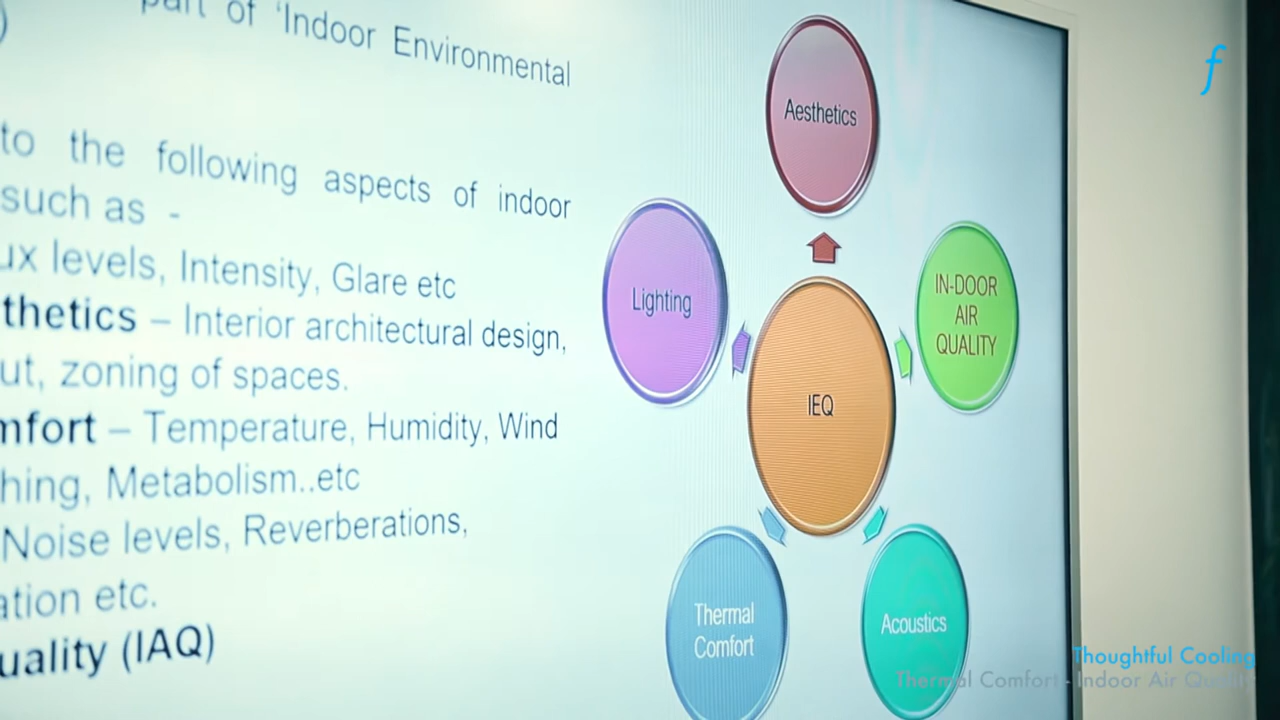 )
part of ‘Indoor Environmental
to the following aspects of indoor
such as -
ux levels, Intensity, Glare etc
thetics – Interior architectural design,
ut, zoning of spaces.
mfort – Temperature, Humidity, Wind
hing, Metabolism..etc
Noise levels, Reverberations,
ation etc.
uality (IAQ)
Aesthetics
Lighting
IN-DOOR
AIR
QUALITY
IEQ
Thermal
Comfort
Acoustics
f
Thoughtful Cooling
Thermal Comfort - Indoor Air Quality